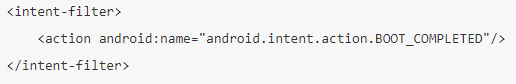 <intent-filter>
    <action android:name="android.intent.action.BOOT_COMPLETED"/>
</intent-filter>